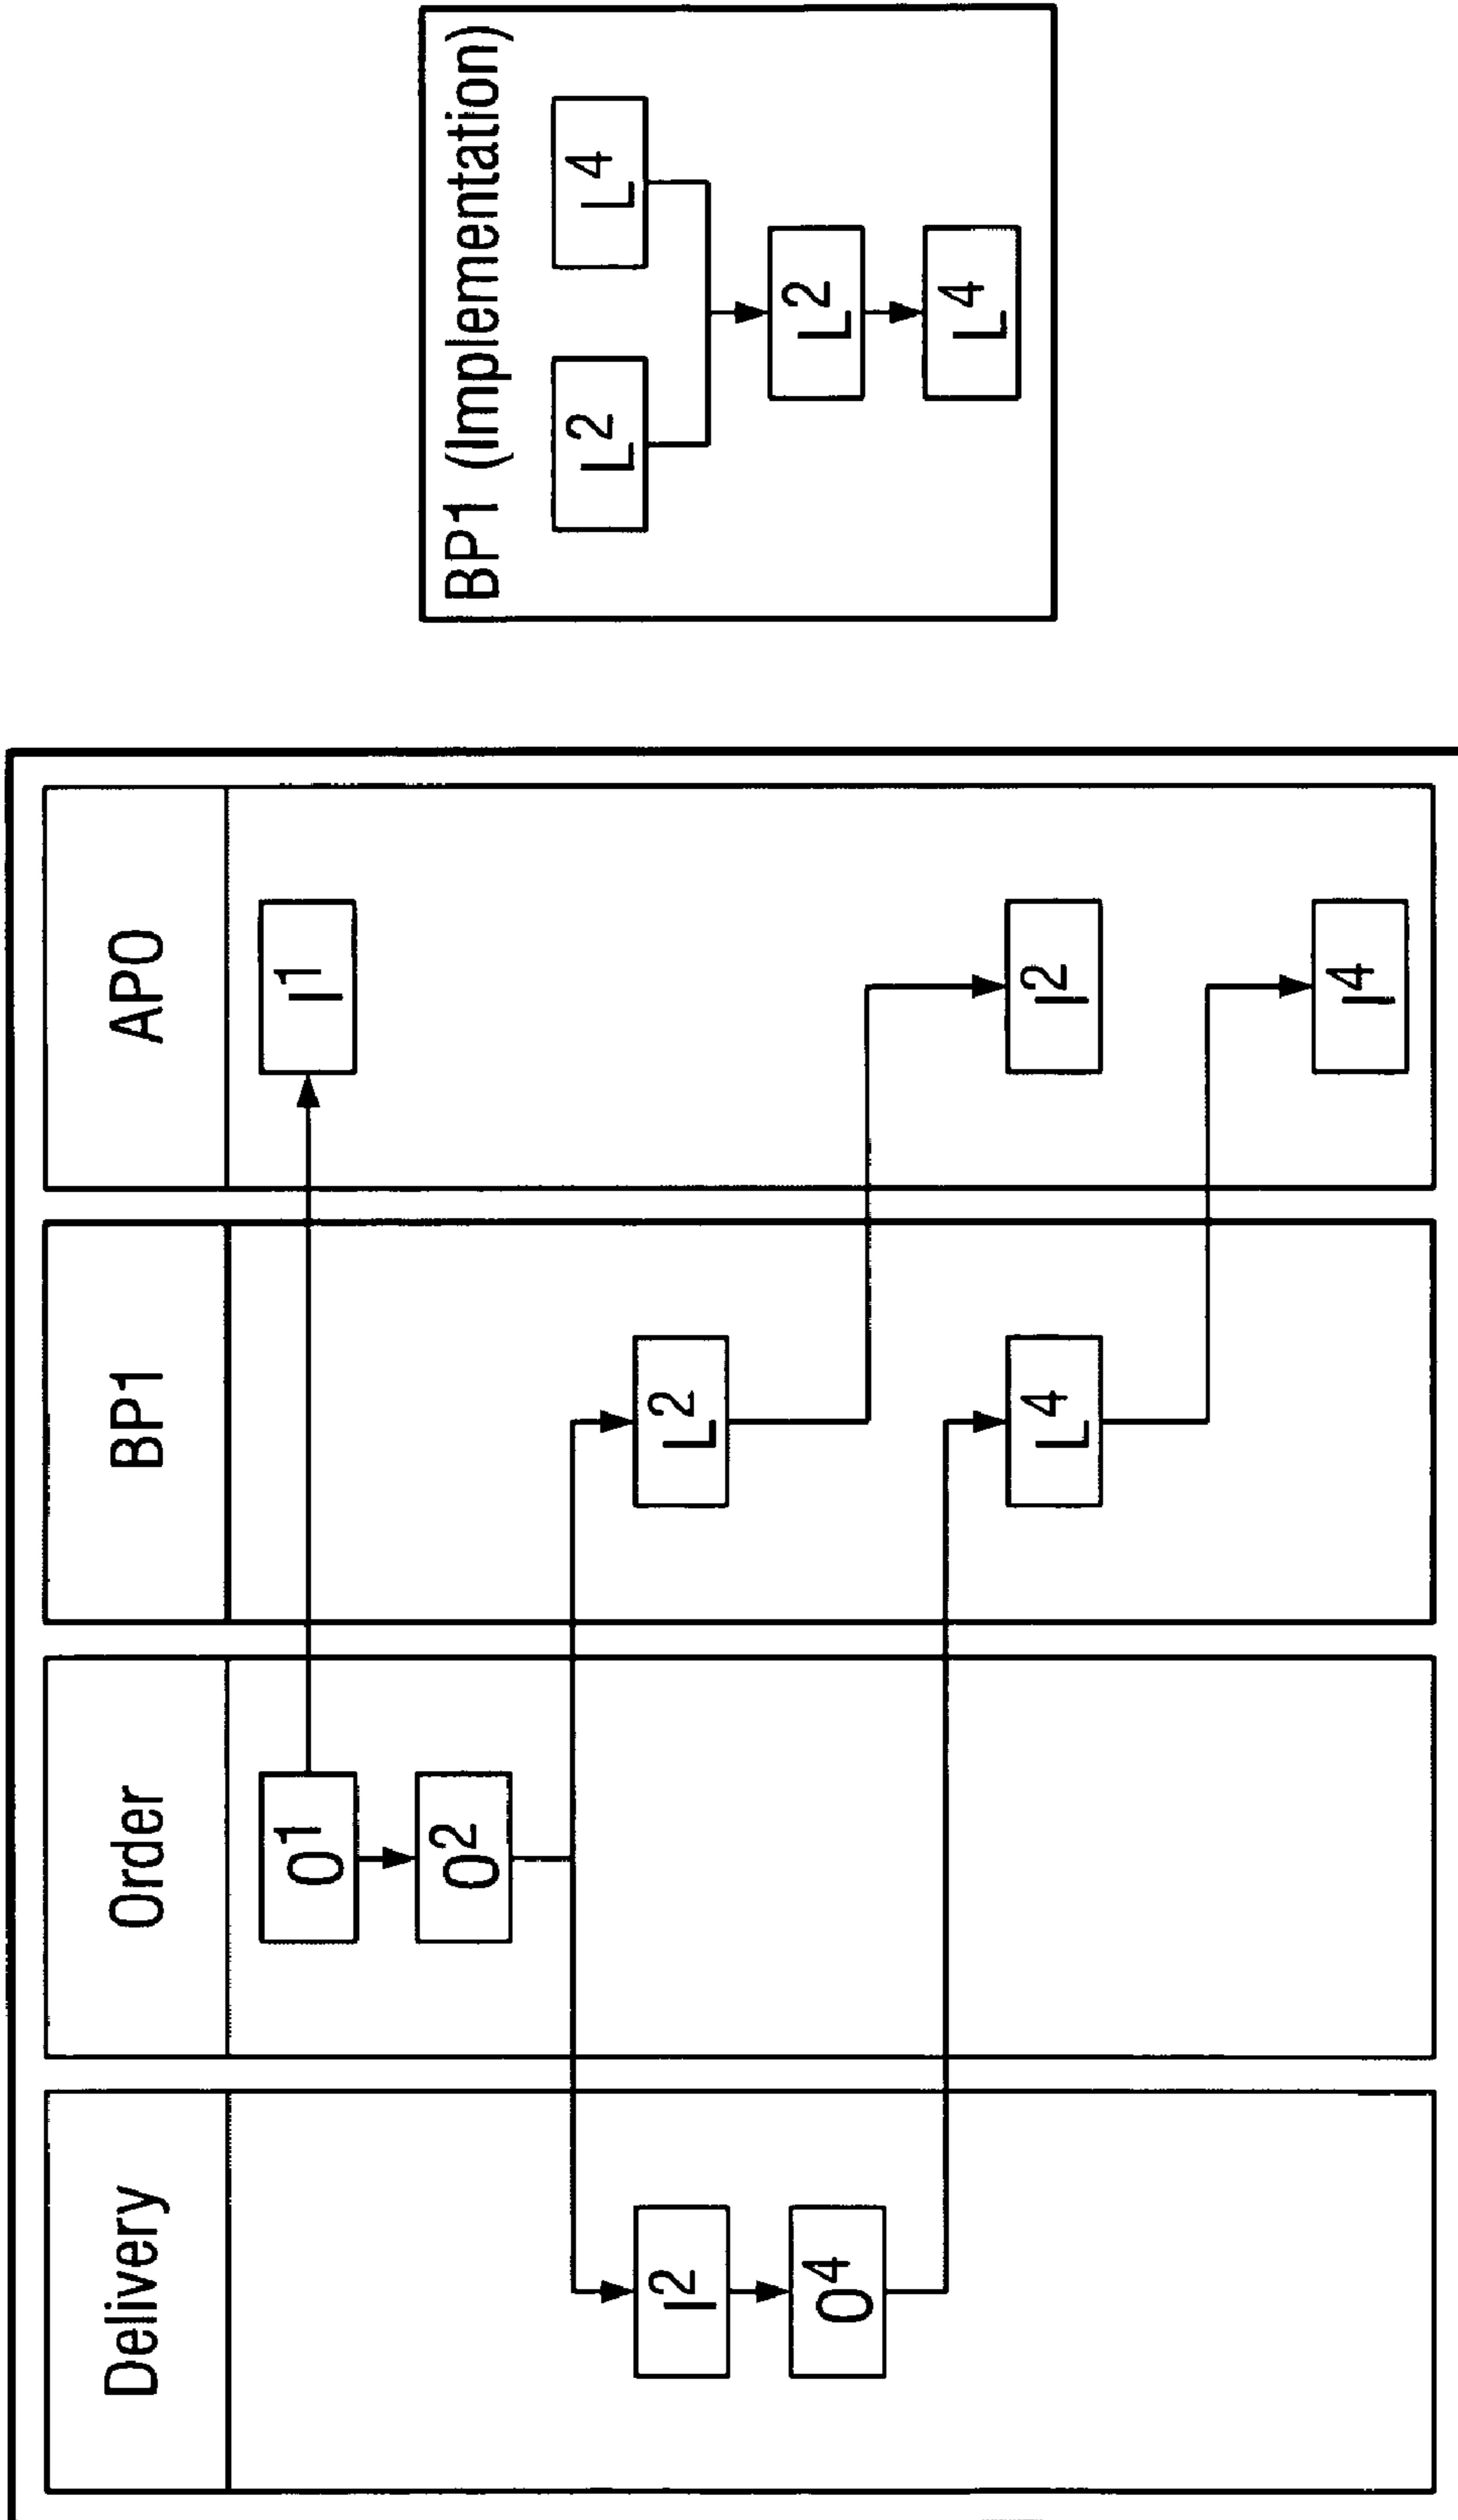 Delivery
Order
BP1
APO
O¹
I¹
O²
I²
L²
O⁴
L⁴
I²
I⁴
BP1 (Implementation)
L²
L⁴
L²
L⁴